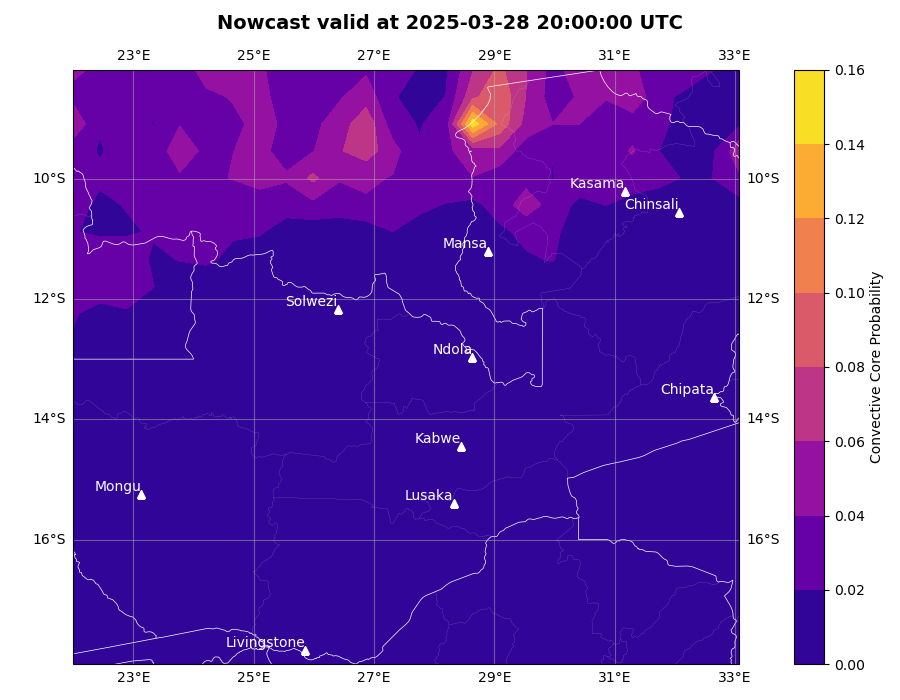 Nowcast valid at 2025-03-28 20:00:00 UTC
23°E 25°E 27°E 29°E 31°E 33°E
0.16
0.14
0.12
0.10
0.08
0.06
0.04
0.02
0.00
Convective Core Probability
10°S 10°S
12°S 12°S
14°S 14°S
16°S 16°S
Kasama
Chinsali
Mansa
Solwezi
Ndola
Chipata
Kabwe
Mongu
Lusaka
Livingstone
23°E 25°E 27°E 29°E 31°E 33°E